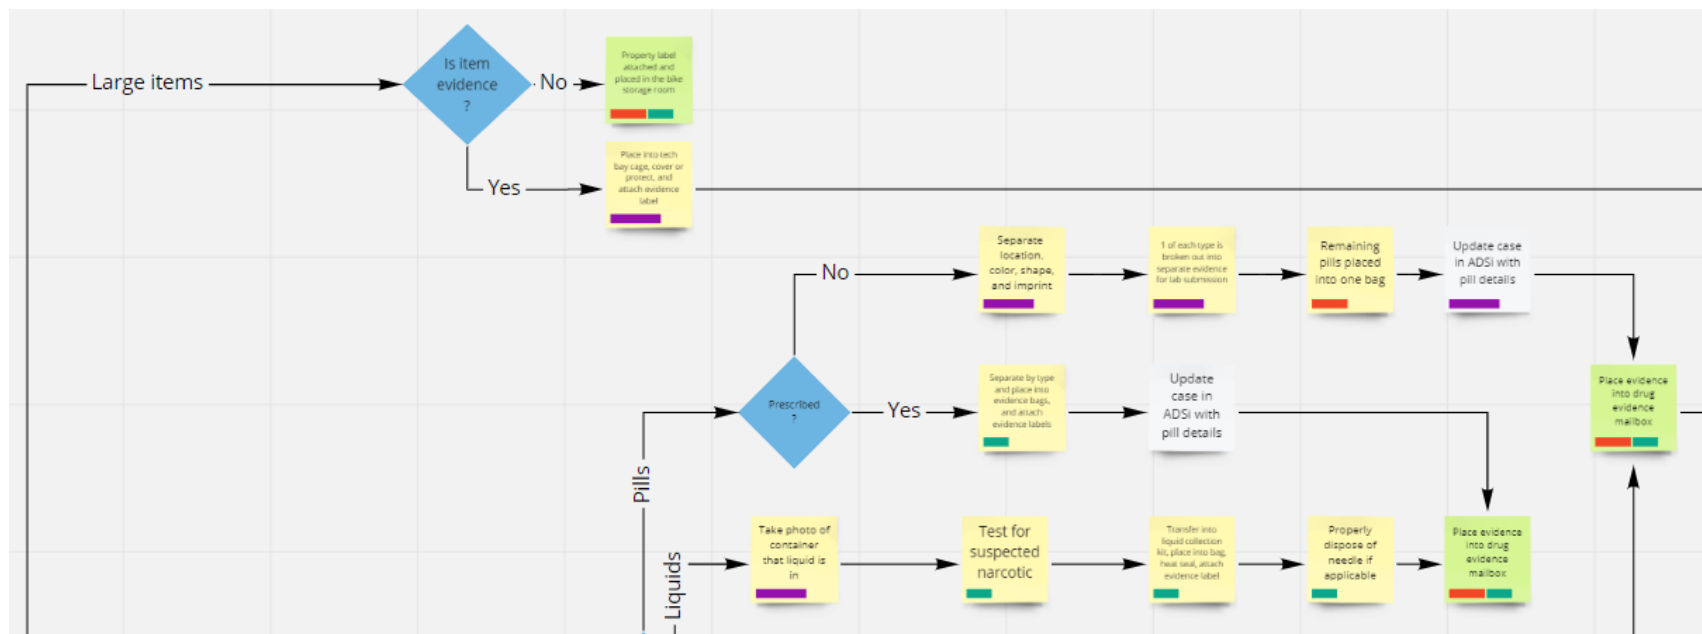 Large items
Is item
evidence
?
No
Property label
attached and
placed in the bike
storage room
Yes
Place into tech
bay cage, cover or
protect, and
attach evidence
label
No
Separate
location,
color, shape,
and imprint
1 of each type is
broken out into
separate evidence
for lab submission
Remaining
pills placed
into one bag
Update case
in ADSi with
pill details
Pills
Prescribed
?
Yes
Separate by type
and place into
evidence bags,
and attach
evidence labels
Update
case in
ADSi with
pill details
Place evidence
into drug
evidence
mailbox
Liquids
Take photo of
container
that liquid is
in
Test for
suspected
narcotic
Transfer into
liquid collection
kit, place into bag,
heat seal, attach
evidence label
Properly
dispose of
needle if
applicable
Place evidence
into drug
evidence
mailbox